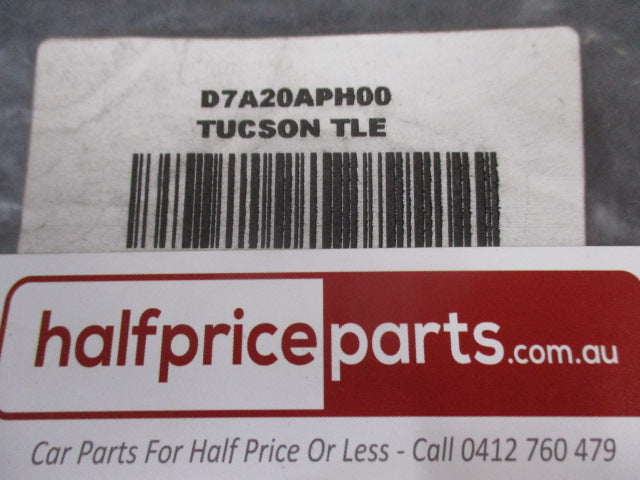 D7A20APH00
TUCSON TLE
halfpriceparts.com.au
Car Parts For Half Price Or Less - Call 0412 760 479